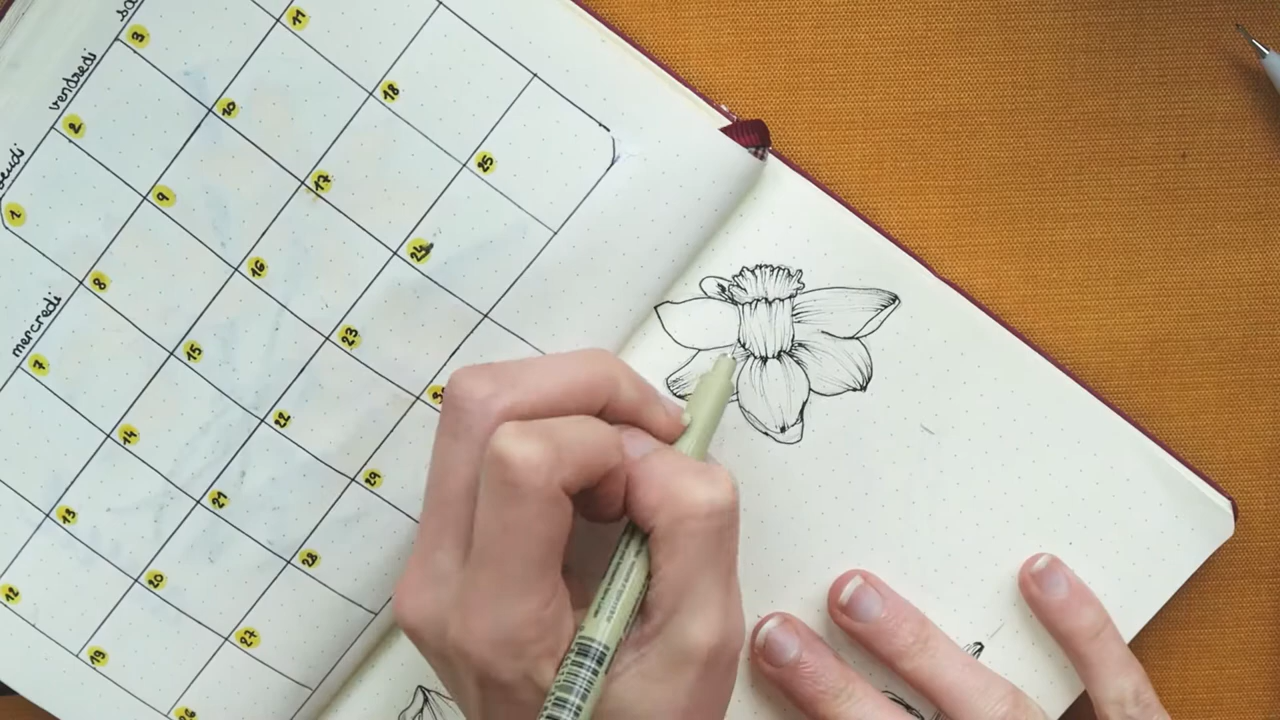 mercredi jeudi vendredi
1 2 3
7 8 9 10 11
12 13 14 15 16 17 18
19 20 21 22 23 24 25
26 27 28 29